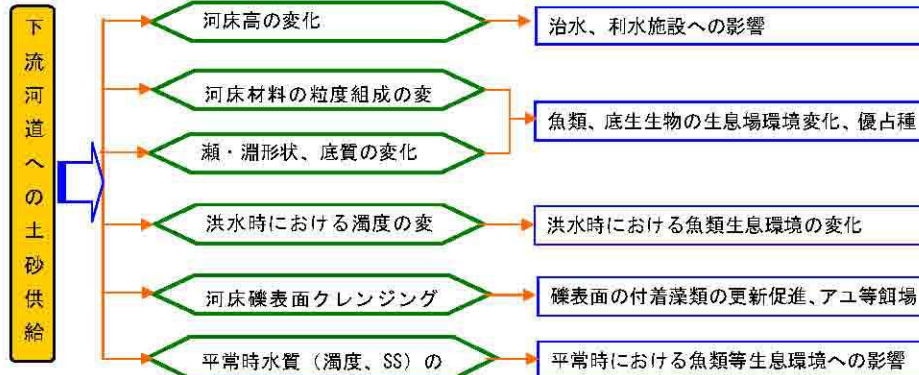 下流河道への土砂供給
河床高の変化
治水、利水施設への影響
河床材料の粒度組成の変
魚類、底生生物の生息場環境変化、優占種
瀬・淵形状、底質の変化
洪水時における濁度の変
洪水時における魚類生息環境の変化
河床礫表面クレンジング
礫表面の付着藻類の更新促進、アユ等餌場
平常時水質（濁度、SS）の
平常時における魚類等生息環境への影響